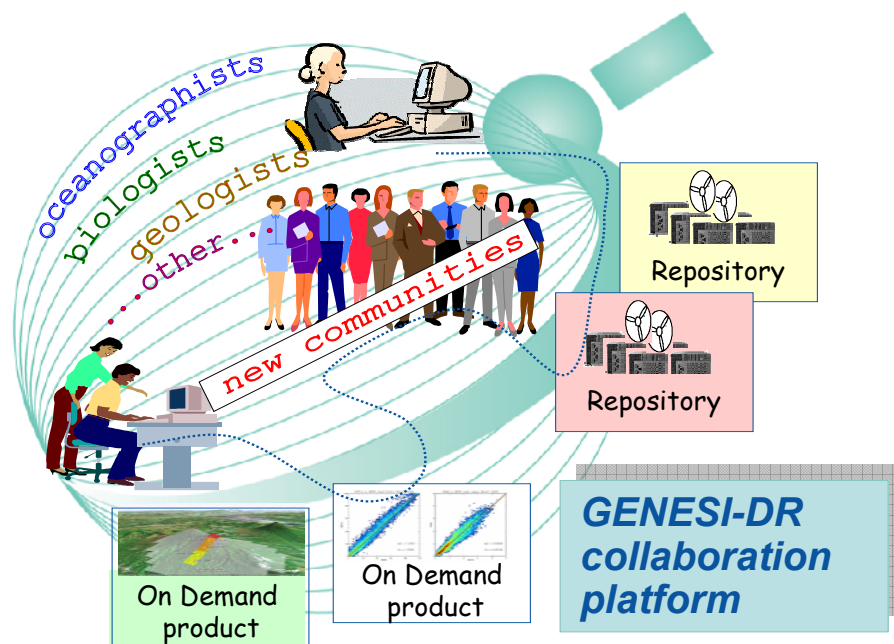 oceanographists
biologists
geologists
...other...
new communities
Repository
Repository
On Demand
product
On Demand
product
GENESI-DR
collaboration
platform